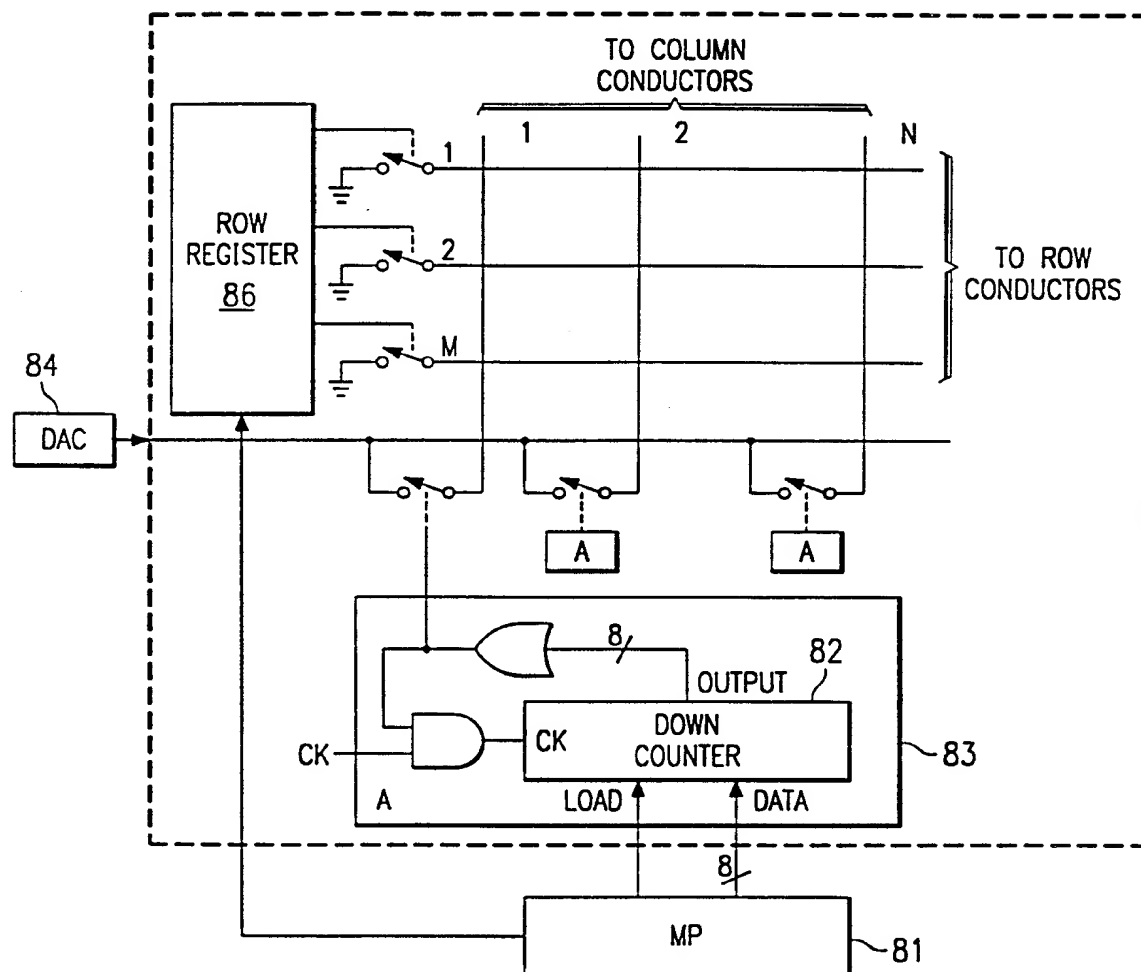 TO COLUMN
CONDUCTORS
1 2 N
ROW
REGISTER
86
1
2
M
TO ROW
CONDUCTORS
84
DAC
A A
8
OUTPUT
82
DOWN
COUNTER
CK
CK
83
A
LOAD DATA
8
MP
81